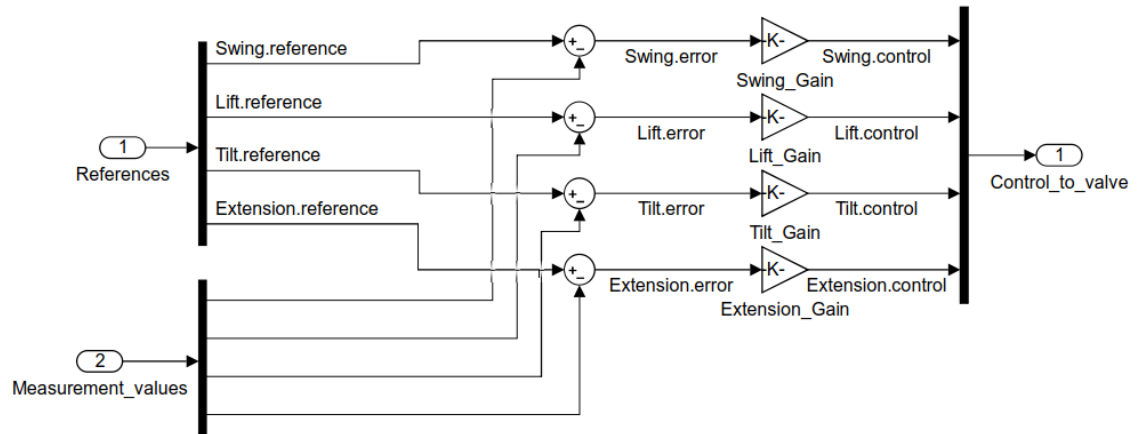 Swing.reference
+
-
Swing.error
-K-
Swing_Gain
Swing.control
Lift.reference
+
-
Lift.error
-K-
Lift_Gain
Lift.control
1
References
Tilt.reference
+
-
Tilt.error
-K-
Tilt_Gain
Tilt.control
1
Control_to_valve
Extension.reference
+
-
Extension.error
-K-
Extension_Gain
Extension.control
2
Measurement_values